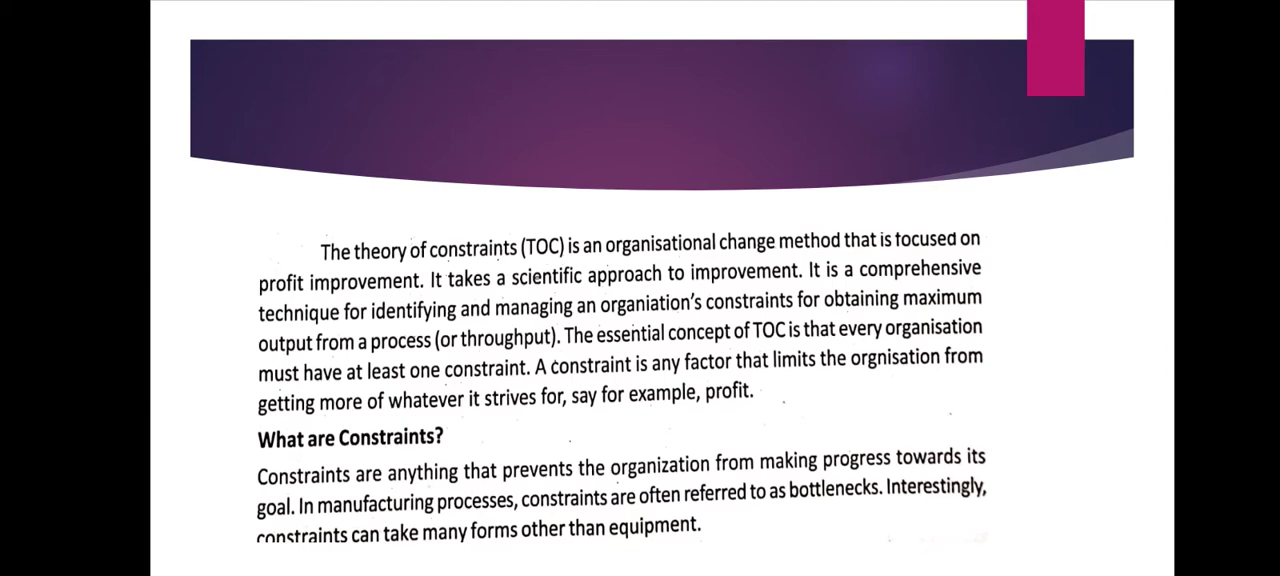 The theory of constraints (TOC) is an organisational change method that is focused on
profit improvement. It takes a scientific approach to improvement. It is a comprehensive
technique for identifying and managing an organiation's constraints for obtaining maximum
output from a process (or throughput). The essential concept of TOC is that every organisation
must have at least one constraint. A constraint is any factor that limits the orgnisation from
getting more of whatever it strives for, say for example, profit.
What are Constraints?
Constraints are anything that prevents the organization from making progress towards its
goal. In manufacturing processes, constraints are often referred to as bottlenecks. Interestingly,
constraints can take many forms other than equipment.